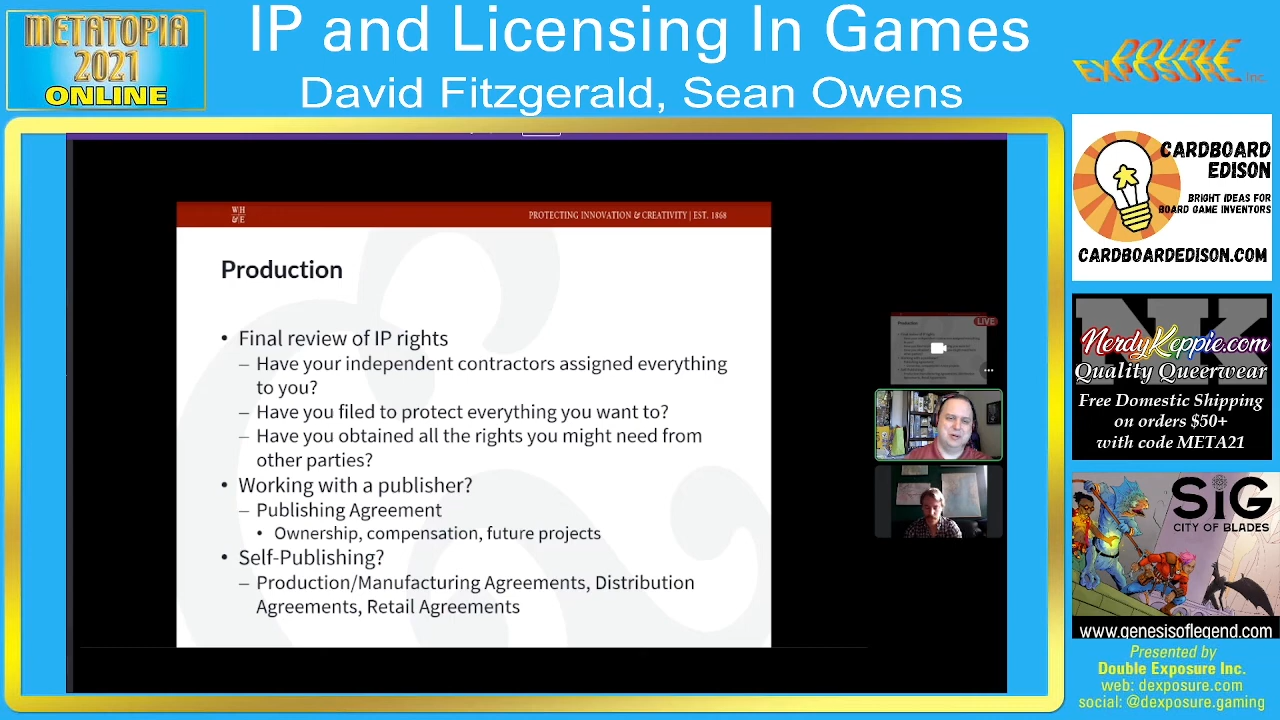 METATOPIA
2021
ONLINE
IP and Licensing In Games
David Fitzgerald, Sean Owens
DOUBLE
EXPOSURE Inc.
WH
&E
PROTECTING INNOVATION & CREATIVITY | EST. 1868
Production
• Final review of IP rights
– Have your independent contractors assigned everything
to you?
– Have you filed to protect everything you want to?
– Have you obtained all the rights you might need from
other parties?
• Working with a publisher?
– Publishing Agreement
• Ownership, compensation, future projects
• Self-Publishing?
– Production/Manufacturing Agreements, Distribution
Agreements, Retail Agreements
Production
LIVE
CARDBOARD
EDISON
BRIGHT IDEAS FOR
BOARD GAME INVENTORS
CARDBOARDEDISON.COM
NK
NerdyKeppie.com
Quality Queerwear
Free Domestic Shipping
on orders $50+
with code META21
SiG
CITY OF BLADES
www.genesisoflegend.com
Presented by
Double Exposure Inc.
web: dexposure.com
social: @dexposure.gaming